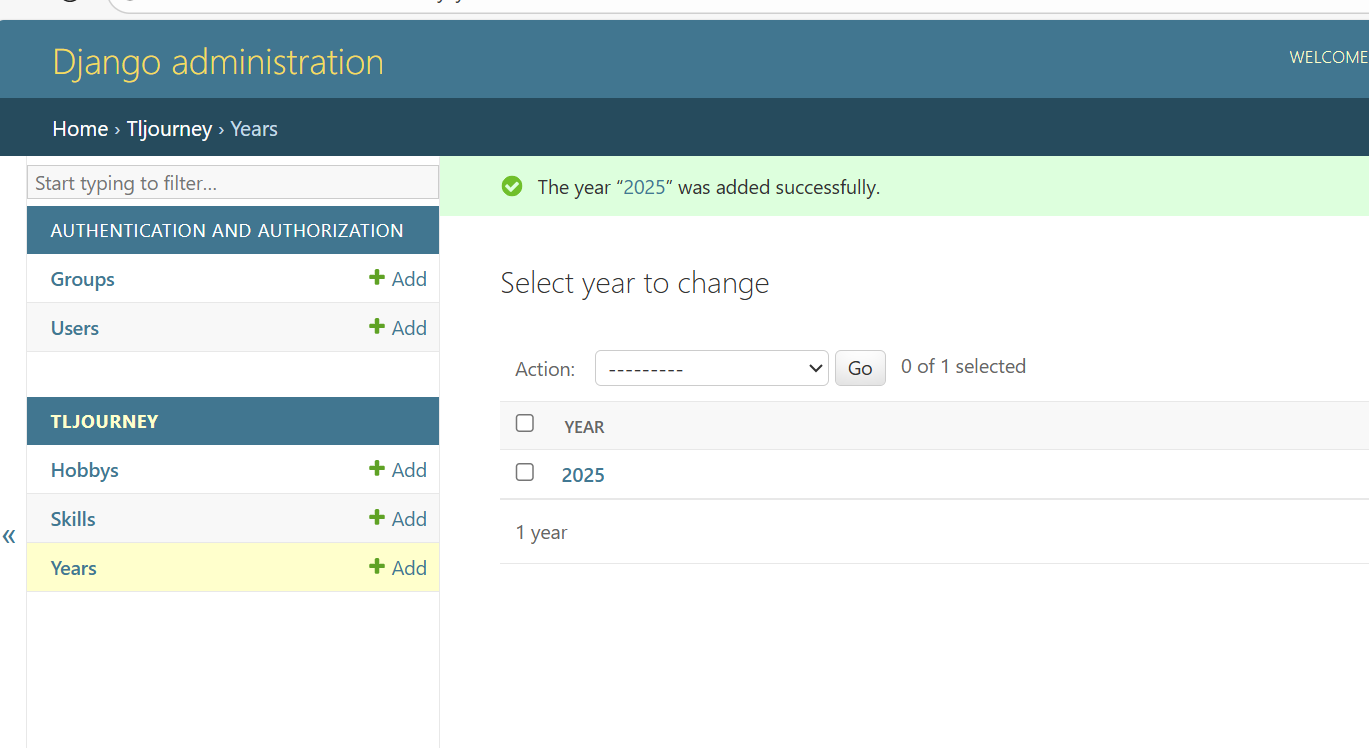 Django administration
WELCOME
Home › Tljourney › Years
Start typing to filter...
AUTHENTICATION AND AUTHORIZATION
Groups + Add
Users + Add
TLJOURNEY
Hobbys + Add
Skills + Add
Years + Add
«
The year “2025” was added successfully.
Select year to change
Action: --------- Go 0 of 1 selected
YEAR
2025
1 year